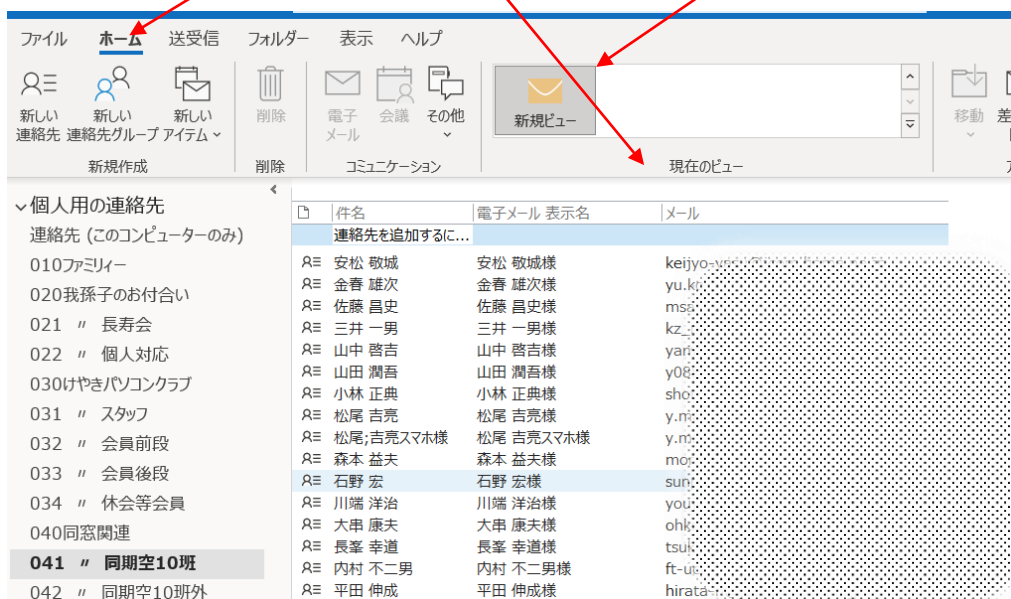 ファイル ホーム 送受信 フォルダー 表示 ヘルプ
新しい 新しい 新しい 削除 電子 会議 その他 新規ビュー 移動
連絡先 連絡先グループ アイテム メール
新規作成 削除 コミュニケーション 現在のビュー
個人用の連絡先
連絡先 (このコンピューターのみ)
010ファミリィー
020我孫子のお付合い
021 〃 長寿会
022 〃 個人対応
030けやきパソコンクラブ
031 〃 スタッフ
032 〃 会員前段
033 〃 会員後段
034 〃 休会等会員
040同窓関連
041 〃 同期空10班
042 〃 同期空10班外
件名 電子メール 表示名 メール
連絡先を追加するに...
安松 敬城 安松 敬城様 keijyo-
金春 雄次 金春 雄次様 yu.k
佐藤 昌史 佐藤 昌史様 msa
三井 一男 三井 一男様 kz_
山中 啓吉 山中 啓吉様 yan
山田 潤吾 山田 潤吾様 y08
小林 正典 小林 正典様 sho
松尾 吉亮 松尾 吉亮様 y.m
松尾;吉亮スマホ様 松尾 吉亮スマホ様 y.m
森本 益夫 森本 益夫様 mor
石野 宏 石野 宏様 sun
川端 洋治 川端 洋治様 you
大串 康夫 大串 康夫様 ohk
長峯 幸道 長峯 幸道様 tsuk
内村 不二男 内村 不二男様 ft-u
平田 伸成 平田 伸成様 hirata-